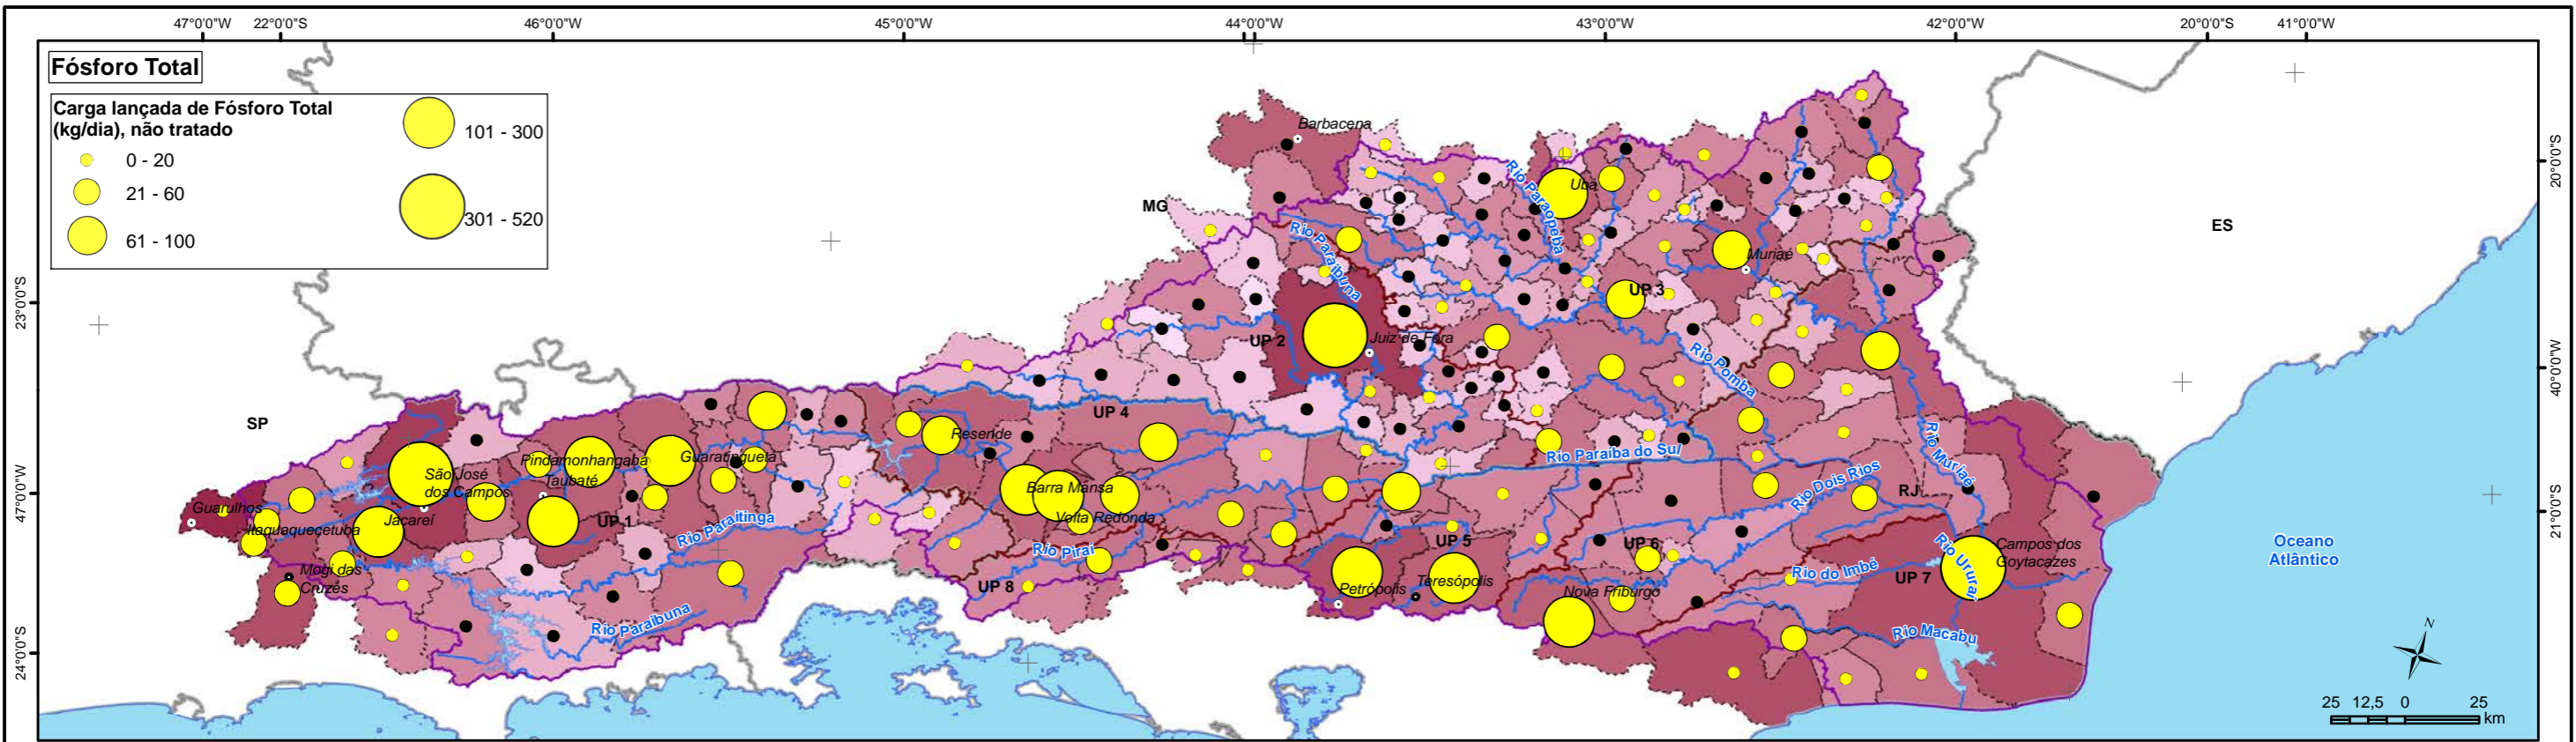 47°0'0"W 22°0'0"S 46°0'0"W 45°0'0"W 44°0'0"W 43°0'0"W 42°0'0"W 20°0'0"S 41°0'0"W
Fósforo Total
Carga lançada de Fósforo Total
(kg/dia), não tratado
0 - 20
21 - 60
61 - 100
101 - 300
301 - 520
Barbacena
MG
Rio Paraopeba
Ubá
20°0'0"S
ES
Rio Paraibuna
Muriaé
23°0'0"S
UP 3
UP 2
Juiz de Fora
Rio Pomba
40°0'0"W
SP
UP 4
Resende
Rio Muriaé
Pindamonhangaba
Guaratinguetá
Rio Paraíba do Sul
São José
dos Campos
Taubaté
47°0'0"W
Barra Mansa
Rio Dois Rios
RJ
Guarulhos
Itaquaquecetuba
Jacareí
UP 1
Volta Redonda
21°0'0"S
Rio Paraitinga
Rio Piraí
UP 5
UP 6
Rio Ururaí
Campos dos
Goytacazes
Oceano
Atlântico
Mogi das
Cruzes
UP 8
Petrópolis
Teresópolis
Rio do Imbé
UP 7
Nova Friburgo
Rio Paraibuna
Rio Macabu
N
24°0'0"S
25 12,5 0 25
km